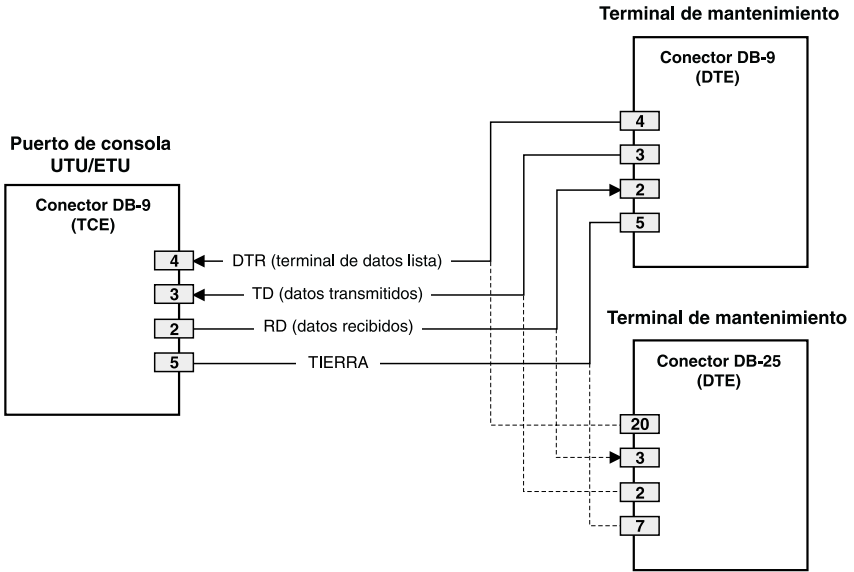 Terminal de mantenimiento
Conector DB-9
(DTE)
4
3
2
5
Puerto de consola
UTU/ETU
Conector DB-9
(TCE)
4
DTR (terminal de datos lista)
3
TD (datos transmitidos)
2
RD (datos recibidos)
5
TIERRA
Terminal de mantenimiento
Conector DB-25
(DTE)
20
3
2
7